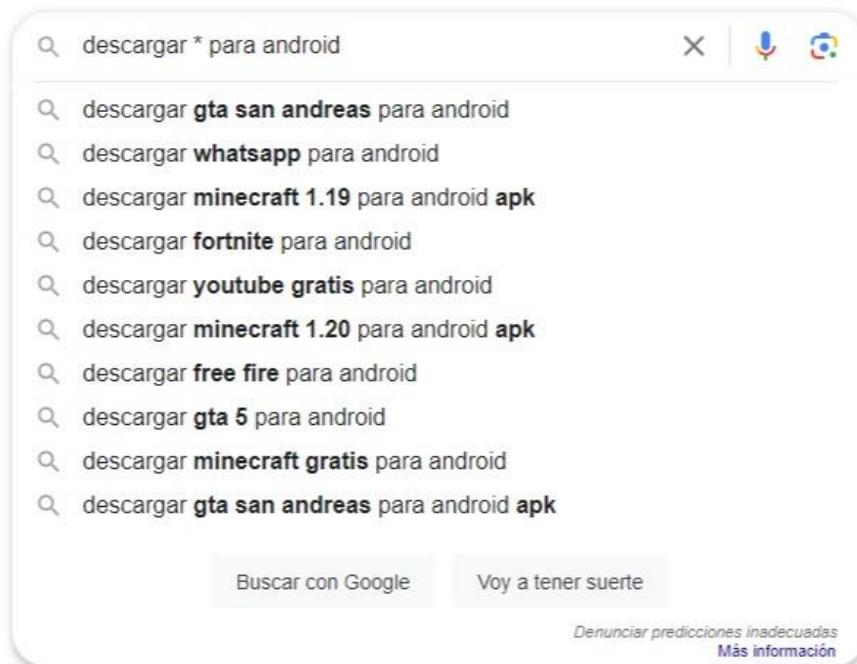 descargar * para android
descargar gta san andreas para android
descargar whatsapp para android
descargar minecraft 1.19 para android apk
descargar fortnite para android
descargar youtube gratis para android
descargar minecraft 1.20 para android apk
descargar free fire para android
descargar gta 5 para android
descargar minecraft gratis para android
descargar gta san andreas para android apk
Buscar con Google Voy a tener suerte
Denunciar predicciones inadecuadas
Más información